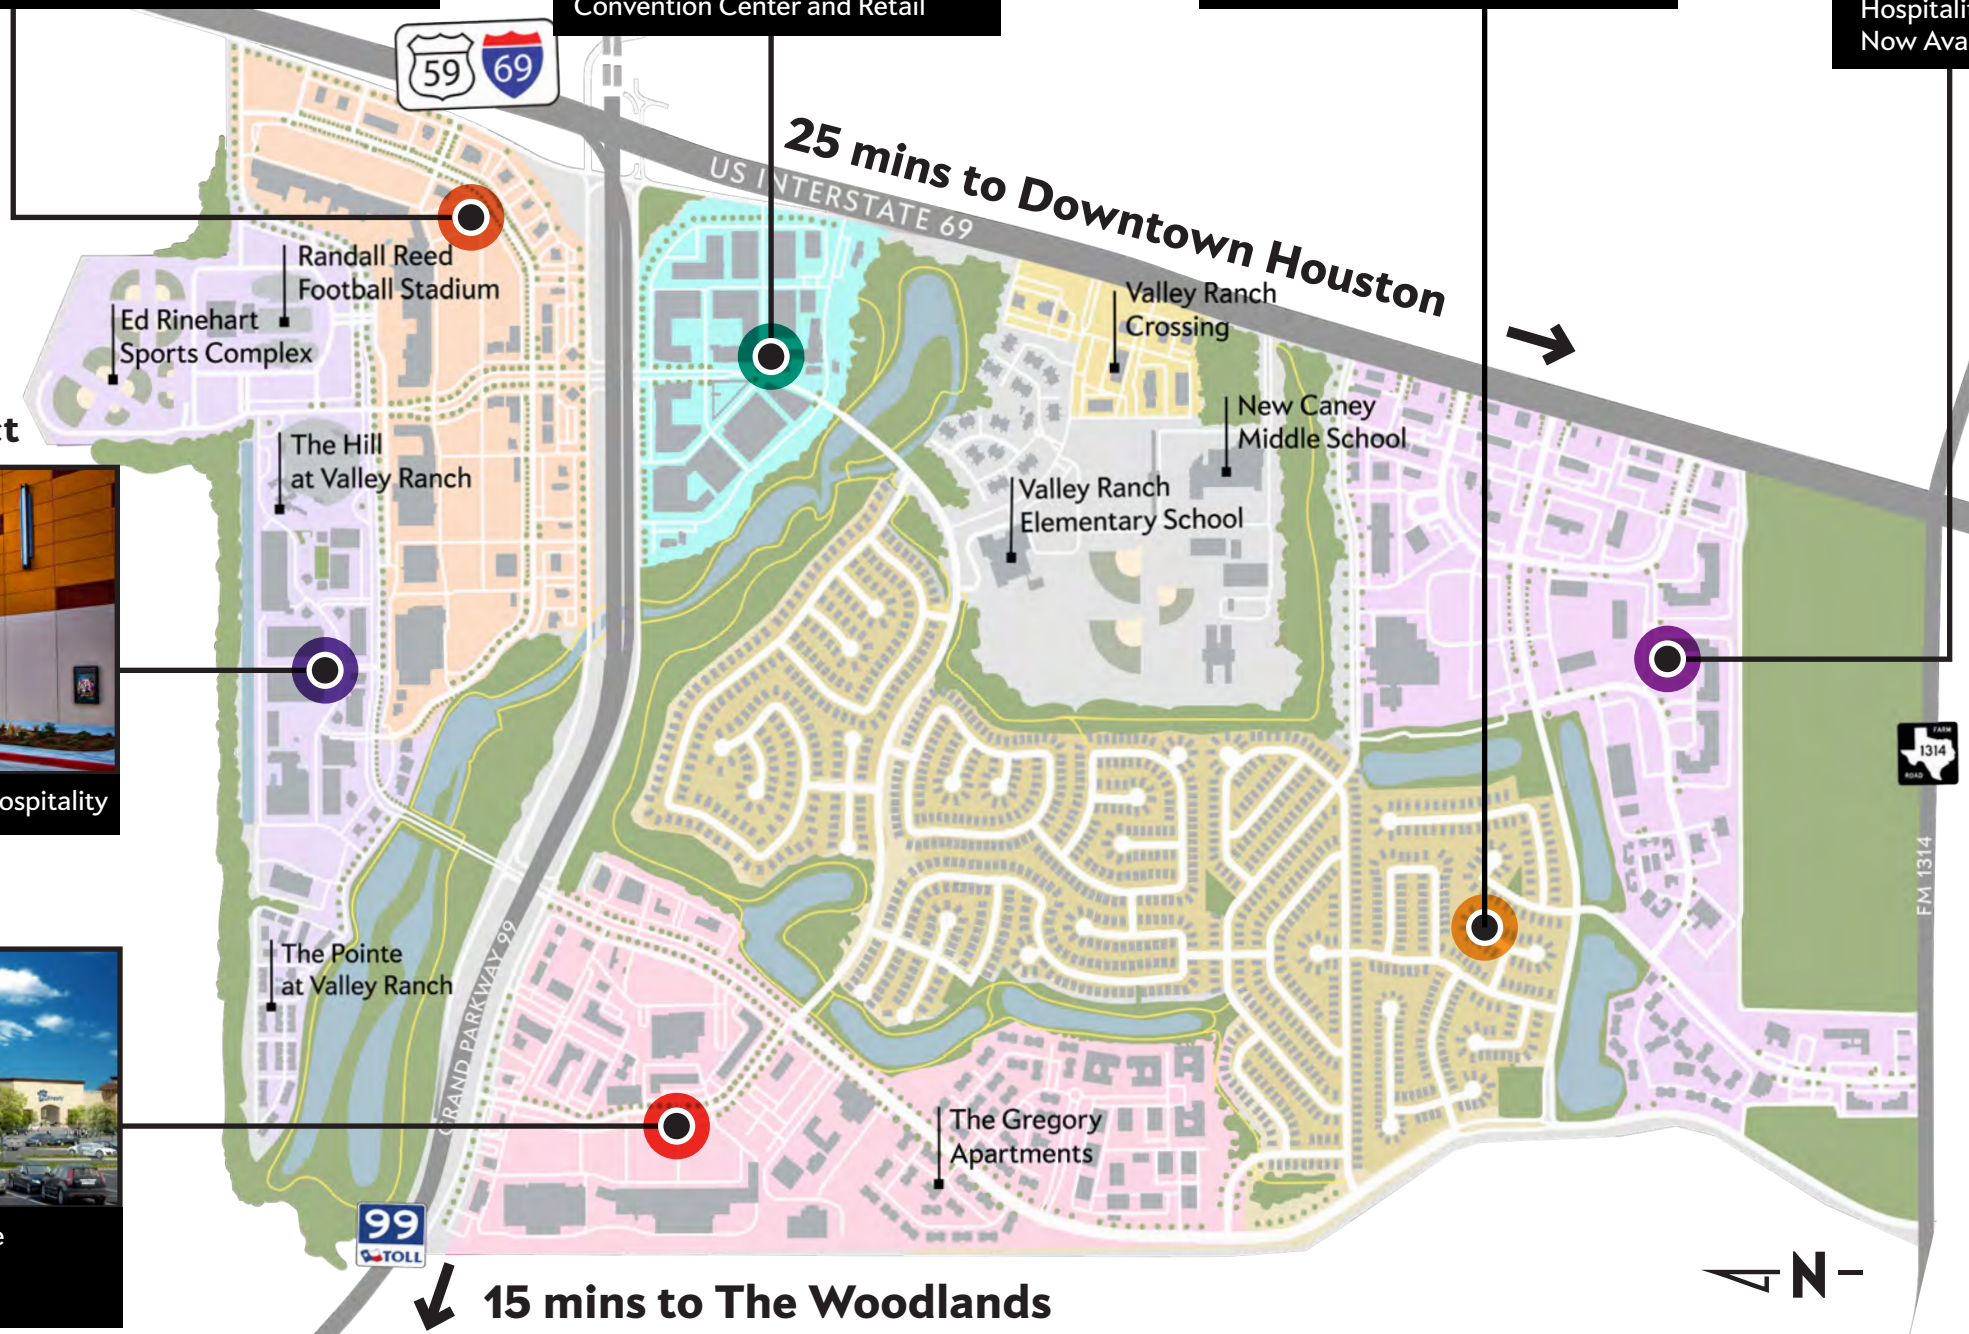 Convention Center and Retail
Now Ava
59
69
25 mins to Downtown Houston
US INTERSTATE 69
Randall Reed
Football Stadium
Ed Rinehart
Sports Complex
Valley Ranch
Crossing
New Caney
Middle School
The Hill
at Valley Ranch
Valley Ranch
Elementary School
FARM
1314
ROAD
FM 1314
ospitality
The Pointe
at Valley Ranch
GRAND PARKWAY 99
The Gregory
Apartments
99
TOLL
15 mins to The Woodlands
N